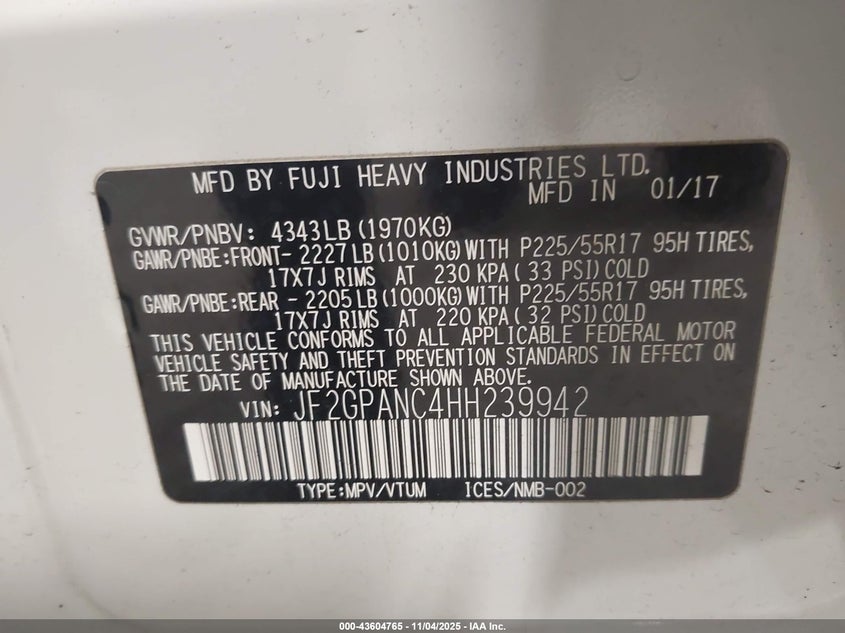 MFD BY FUJI HEAVY INDUSTRIES LTD.
MFD IN 01/17
GVWR/PNBV: 4343LB (1970KG)
GAWR/PNBE:FRONT- 2227LB (1010KG) WITH P225/55R17 95H TIRES,
17X7J RIMS AT 230 KPA( 33 PSI) COLD
GAWR/PNBE:REAR - 2205LB (1000KG) WITH P225/55R17 95H TIRES,
17X7J RIMS AT 220 KPA( 32 PSI) COLD
THIS VEHICLE CONFORMS TO ALL APPLICABLE FEDERAL MOTOR
VEHICLE SAFETY AND THEFT PREVENTION STANDARDS IN EFFECT ON
THE DATE OF MANUFACTURE SHOWN ABOVE.
VIN: JF2GPANC4HH239942
TYPE:MPV/VTUM ICES/NMB-002
000-43604765 - 11/04/2025 - IAA Inc.